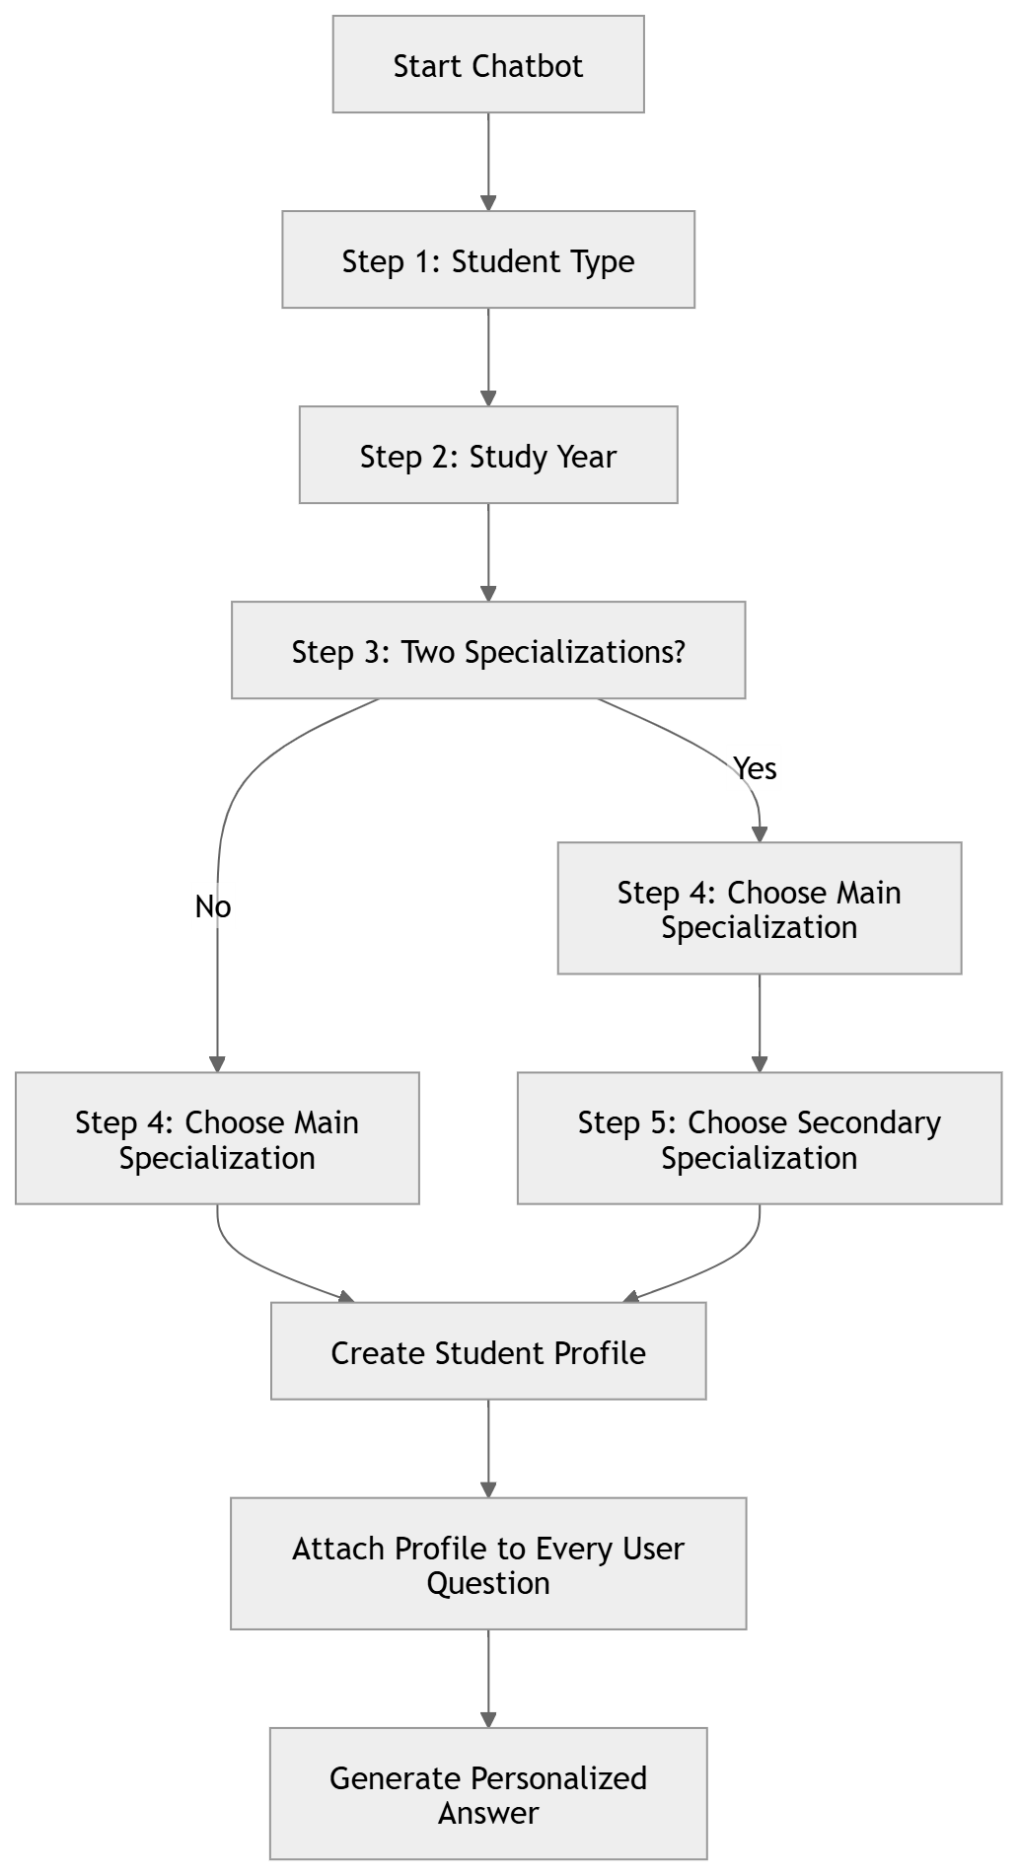 Start Chatbot
Step 1: Student Type
Step 2: Study Year
Step 3: Two Specializations?
Yes
Step 4: Choose Main
Specialization
No
Step 4: Choose Main
Specialization
Step 5: Choose Secondary
Specialization
Create Student Profile
Attach Profile to Every User
Question
Generate Personalized
Answer